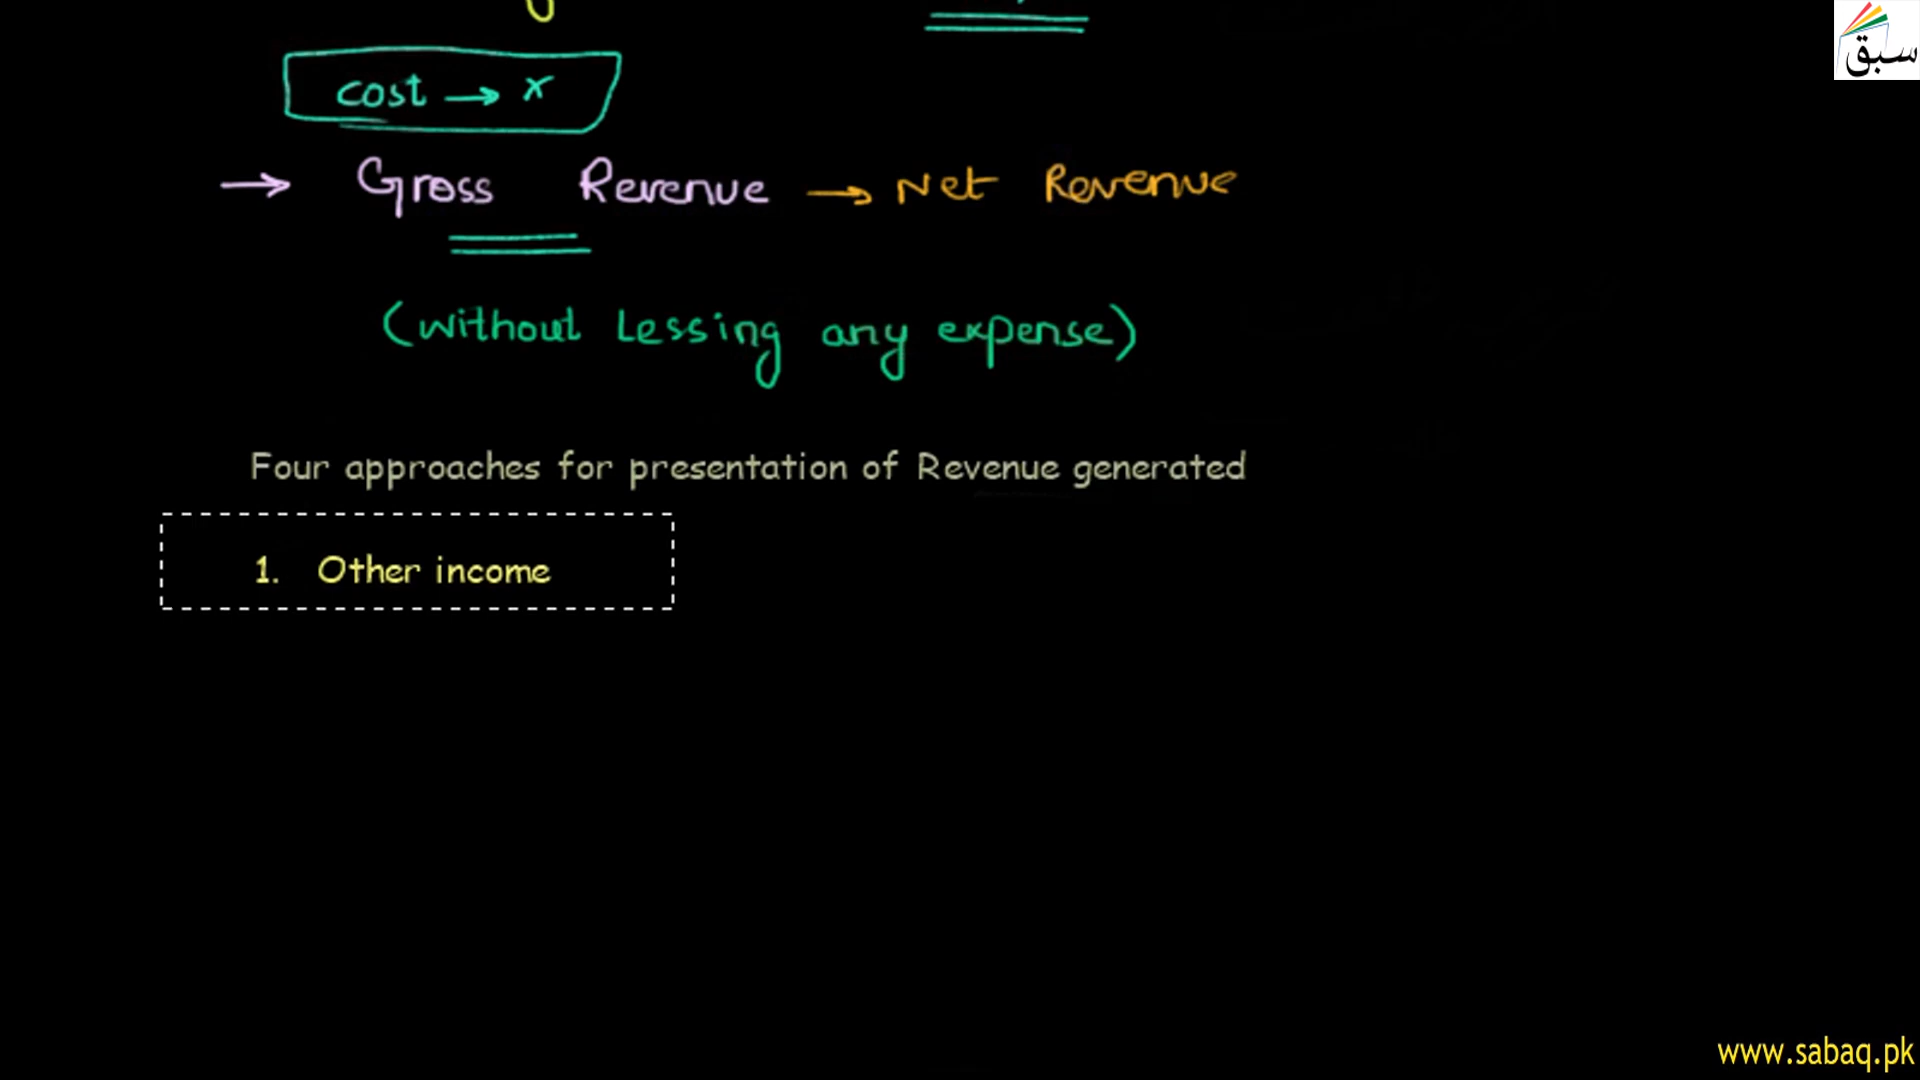 سبق
cost → x
→ Gross Revenue → Net Revenue
(without Lessing any expense)
Four approaches for presentation of Revenue generated
1. Other income
www.sabaq.pk